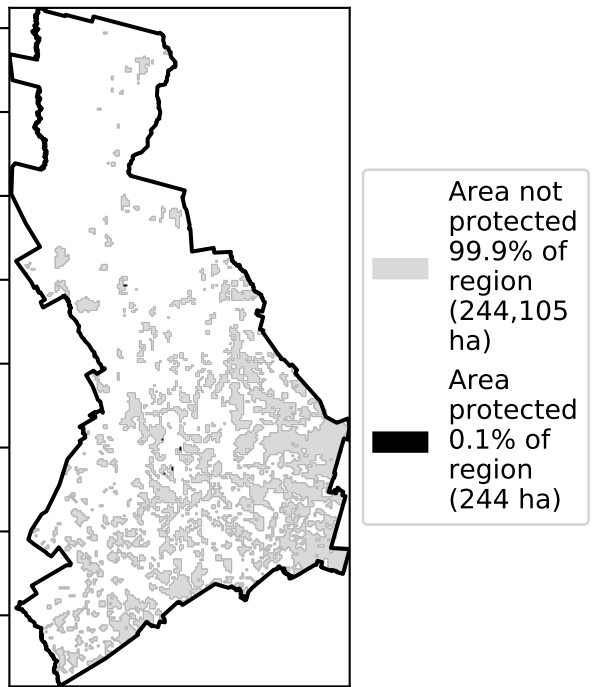 Area not
protected
99.9% of
region
(244,105
ha)
Area
protected
0.1% of
region
(244 ha)